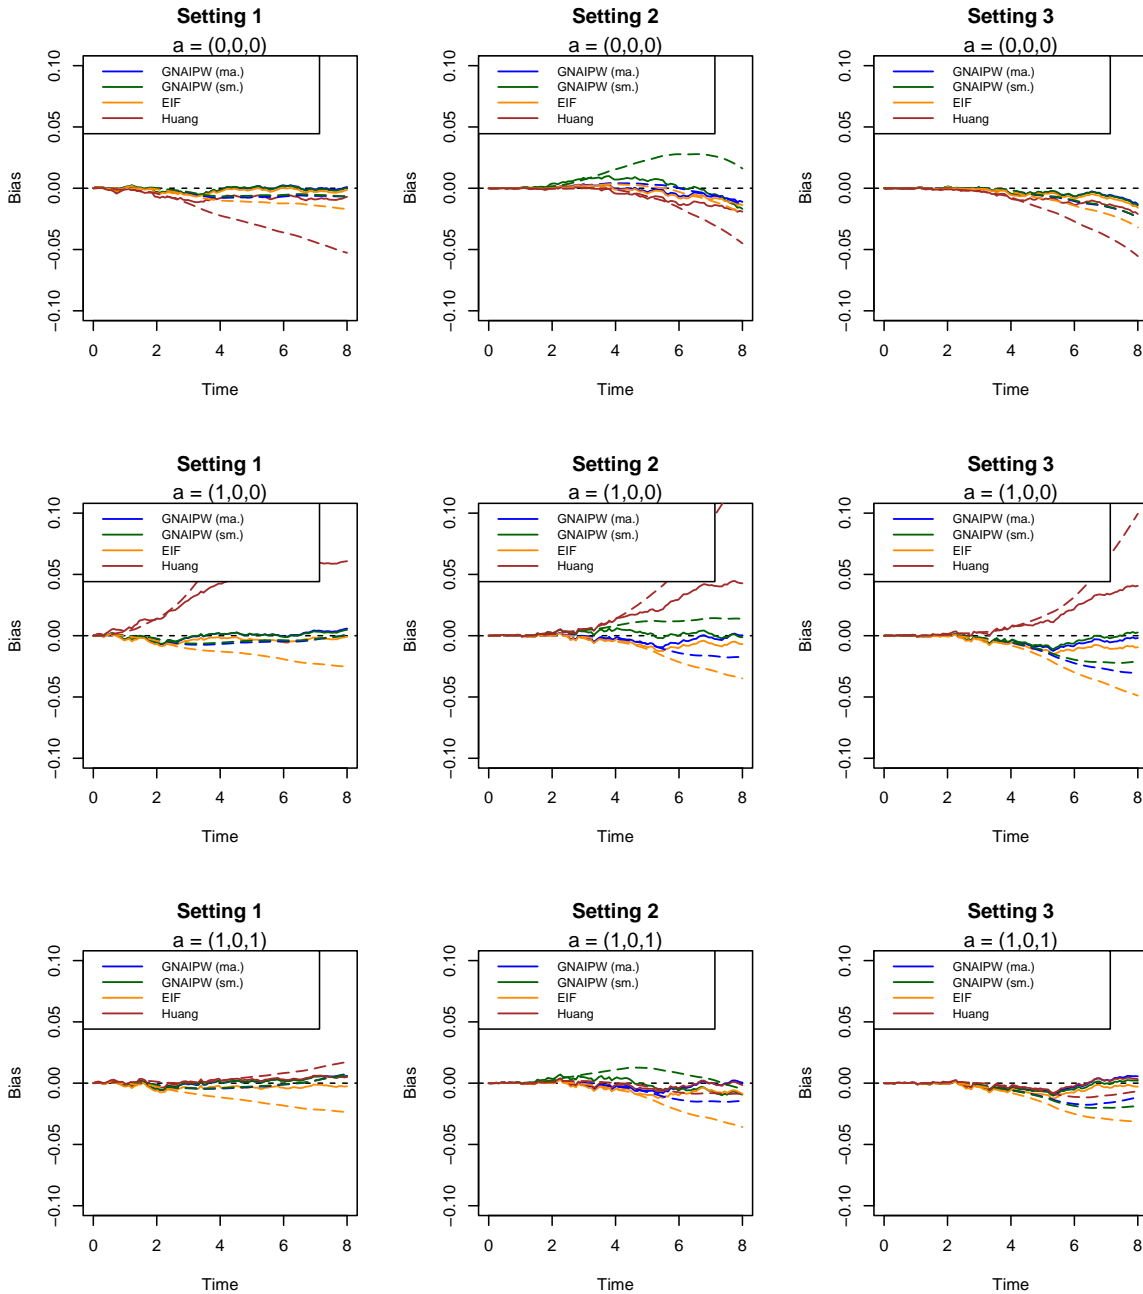 Setting 1
a = (0,0,0)
GNAIPW (ma.)
GNAIPW (sm.)
EIF
Huang
Bias
0.10
0.05
0.00
−0.05
−0.10
0 2 4 6 8
Time
Setting 2
a = (0,0,0)
GNAIPW (ma.)
GNAIPW (sm.)
EIF
Huang
Bias
0.10
0.05
0.00
−0.05
−0.10
0 2 4 6 8
Time
Setting 3
a = (0,0,0)
GNAIPW (ma.)
GNAIPW (sm.)
EIF
Huang
Bias
0.10
0.05
0.00
−0.05
−0.10
0 2 4 6 8
Time
Setting 1
a = (1,0,0)
GNAIPW (ma.)
GNAIPW (sm.)
EIF
Huang
Bias
0.10
0.05
0.00
−0.05
−0.10
0 2 4 6 8
Time
Setting 2
a = (1,0,0)
GNAIPW (ma.)
GNAIPW (sm.)
EIF
Huang
Bias
0.10
0.05
0.00
−0.05
−0.10
0 2 4 6 8
Time
Setting 3
a = (1,0,0)
GNAIPW (ma.)
GNAIPW (sm.)
EIF
Huang
Bias
0.10
0.05
0.00
−0.05
−0.10
0 2 4 6 8
Time
Setting 1
a = (1,0,1)
GNAIPW (ma.)
GNAIPW (sm.)
EIF
Huang
Bias
0.10
0.05
0.00
−0.05
−0.10
0 2 4 6 8
Time
Setting 2
a = (1,0,1)
GNAIPW (ma.)
GNAIPW (sm.)
EIF
Huang
Bias
0.10
0.05
0.00
−0.05
−0.10
0 2 4 6 8
Time
Setting 3
a = (1,0,1)
GNAIPW (ma.)
GNAIPW (sm.)
EIF
Huang
Bias
0.10
0.05
0.00
−0.05
−0.10
0 2 4 6 8
Time